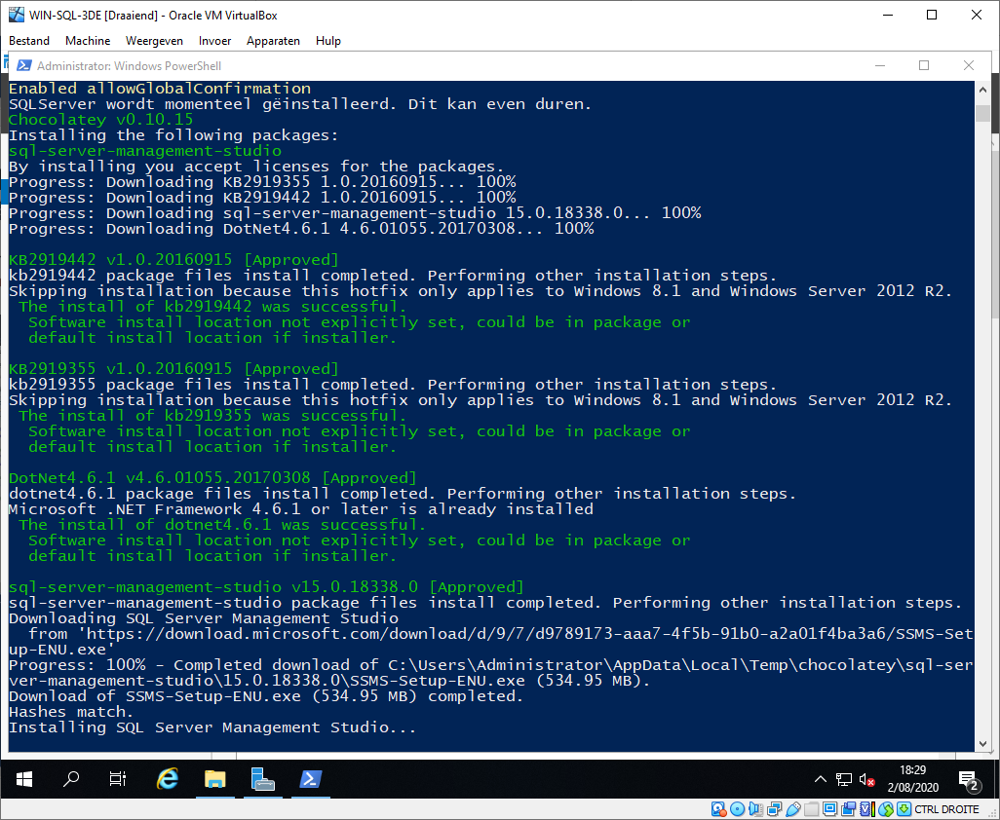 WIN-SQL-3DE [Draaiend] - Oracle VM VirtualBox
Bestand Machine Weergeven Invoer Apparaten Hulp
Administrator: Windows PowerShell
Enabled allowGlobalConfirmation
SQLServer wordt momenteel gëinstalleerd. Dit kan even duren.
Chocolatey v0.10.15
Installing the following packages:
sql-server-management-studio
By installing you accept licenses for the packages.
Progress: Downloading KB2919355 1.0.20160915... 100%
Progress: Downloading KB2919442 1.0.20160915... 100%
Progress: Downloading sql-server-management-studio 15.0.18338.0... 100%
Progress: Downloading DotNet4.6.1 4.6.01055.20170308... 100%
KB2919442 v1.0.20160915 [Approved]
kb2919442 package files install completed. Performing other installation steps.
Skipping installation because this hotfix only applies to Windows 8.1 and Windows Server 2012 R2.
The install of kb2919442 was successful.
Software install location not explicitly set, could be in package or
default install location if installer.
KB2919355 v1.0.20160915 [Approved]
kb2919355 package files install completed. Performing other installation steps.
Skipping installation because this hotfix only applies to Windows 8.1 and Windows Server 2012 R2.
The install of kb2919355 was successful.
Software install location not explicitly set, could be in package or
default install location if installer.
DotNet4.6.1 v4.6.01055.20170308 [Approved]
dotnet4.6.1 package files install completed. Performing other installation steps.
Microsoft .NET Framework 4.6.1 or later is already installed
The install of dotnet4.6.1 was successful.
Software install location not explicitly set, could be in package or
default install location if installer.
sql-server-management-studio v15.0.18338.0 [Approved]
sql-server-management-studio package files install completed. Performing other installation steps.
Downloading SQL Server Management Studio
from 'https://download.microsoft.com/download/d/9/7/d9789173-aaa7-4f5b-91b0-a2a01f4ba3a6/SSMS-Set
up-ENU.exe'
Progress: 100% - Completed download of C:\Users\Administrator\AppData\Local\Temp\chocolatey\sql-ser
ver-management-studio\15.0.18338.0\SSMS-Setup-ENU.exe (534.95 MB).
Download of SSMS-Setup-ENU.exe (534.95 MB) completed.
Hashes match.
Installing SQL Server Management Studio...
18:29
2/08/2020
2
CTRL DROITE